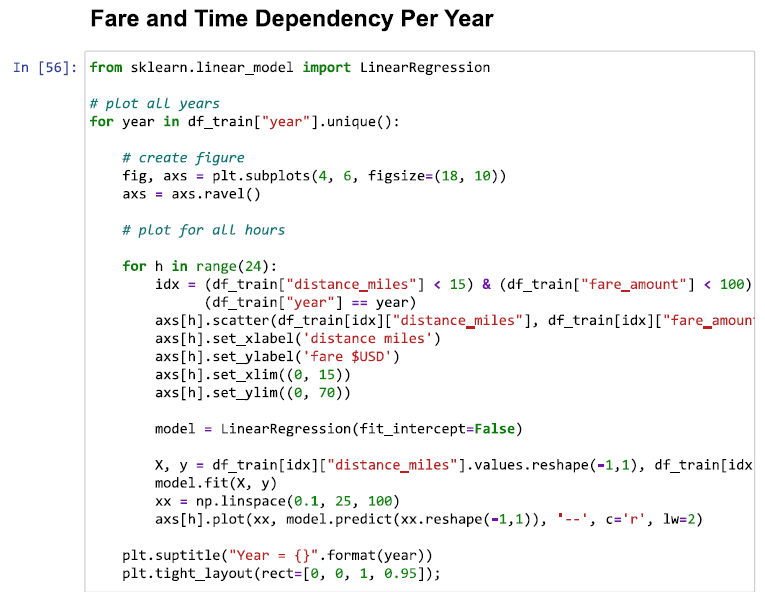 Fare and Time Dependency Per Year
In [56]: from sklearn.linear_model import LinearRegression
# plot all years
for year in df_train["year"].unique():
# create figure
fig, axs = plt.subplots(4, 6, figsize=(18, 10))
axs = axs.ravel()
# plot for all hours
for h in range(24):
idx = (df_train["distance_miles"] < 15) & (df_train["fare_amount"] < 100)
(df_train["year"] == year)
axs[h].scatter(df_train[idx]["distance_miles"], df_train[idx]["fare_amoun
axs[h].set_xlabel('distance miles')
axs[h].set_ylabel('fare $USD')
axs[h].set_xlim((0, 15))
axs[h].set_ylim((0, 70))
model = LinearRegression(fit_intercept=False)
X, y = df_train[idx]["distance_miles"].values.reshape(-1,1), df_train[idx
model.fit(X, y)
xx = np.linspace(0.1, 25, 100)
axs[h].plot(xx, model.predict(xx.reshape(-1,1)), '--', c='r', lw=2)
plt.suptitle("Year = {}".format(year))
plt.tight_layout(rect=[0, 0, 1, 0.95]);